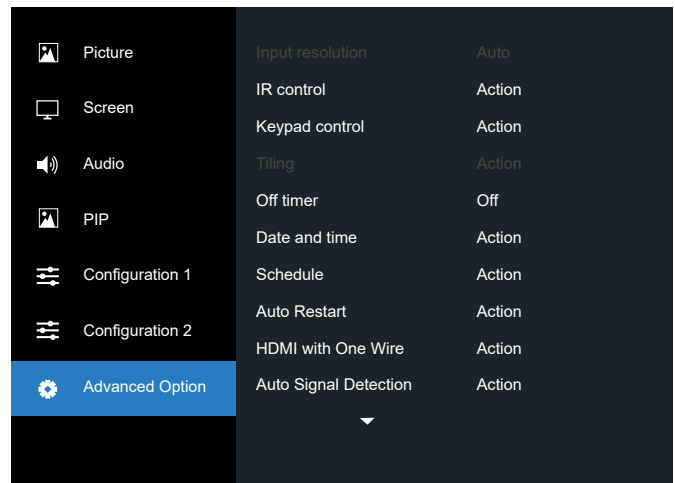 Picture
Screen
Audio
PIP
Configuration 1
Configuration 2
Advanced Option
Input resolution Auto
IR control Action
Keypad control Action
Tiling Action
Off timer Off
Date and time Action
Schedule Action
Auto Restart Action
HDMI with One Wire Action
Auto Signal Detection Action